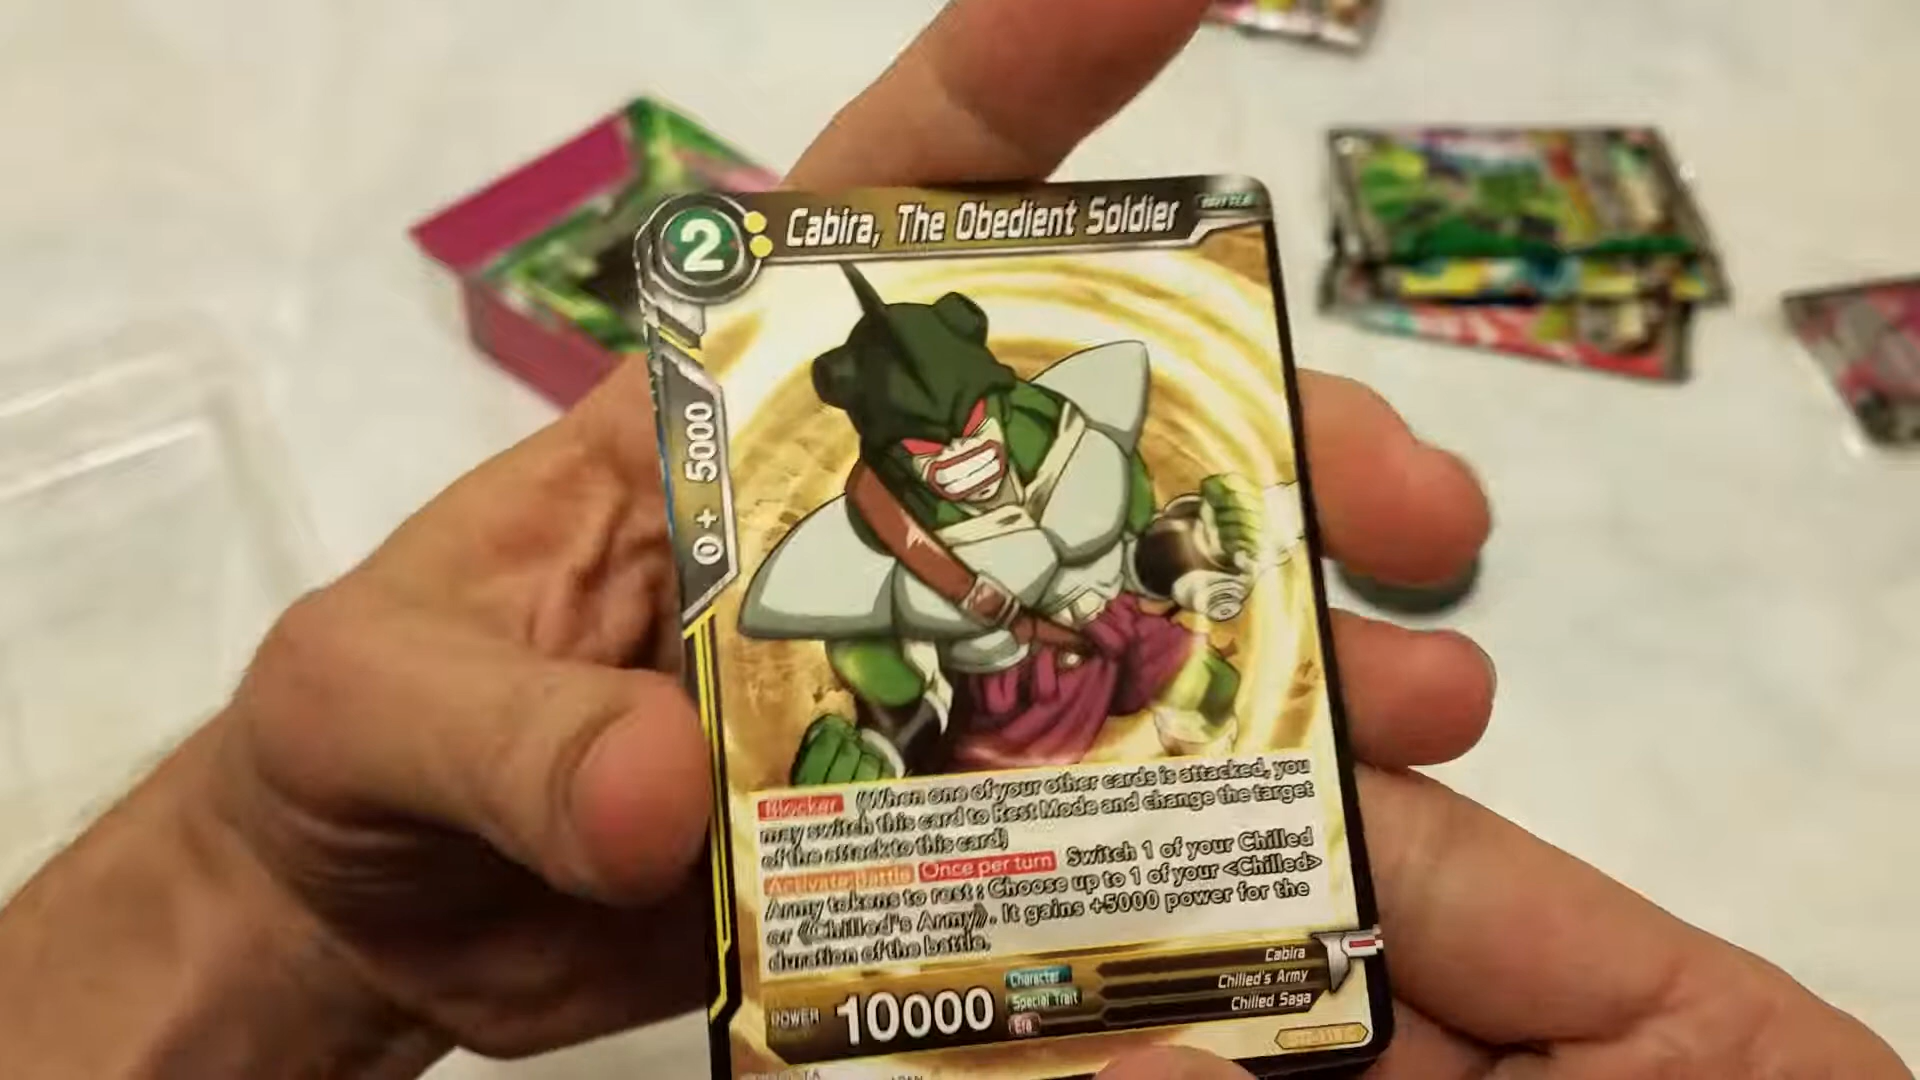 2
Cabira, The Obedient Soldier
BATTLE
0 + 5000
Blocker (When one of your other cards is attacked, you
may switch this card to Rest Mode and change the target
of the attack to this card)
Activate:Battle Once per turn Switch 1 of your Chilled
Army tokens to rest : Choose up to 1 of your <Chilled>
or 《Chilled's Army》. It gains +5000 power for the
duration of the battle.
POWER 10000
Character Cabira
Special Trait Chilled's Army
Era Chilled Saga